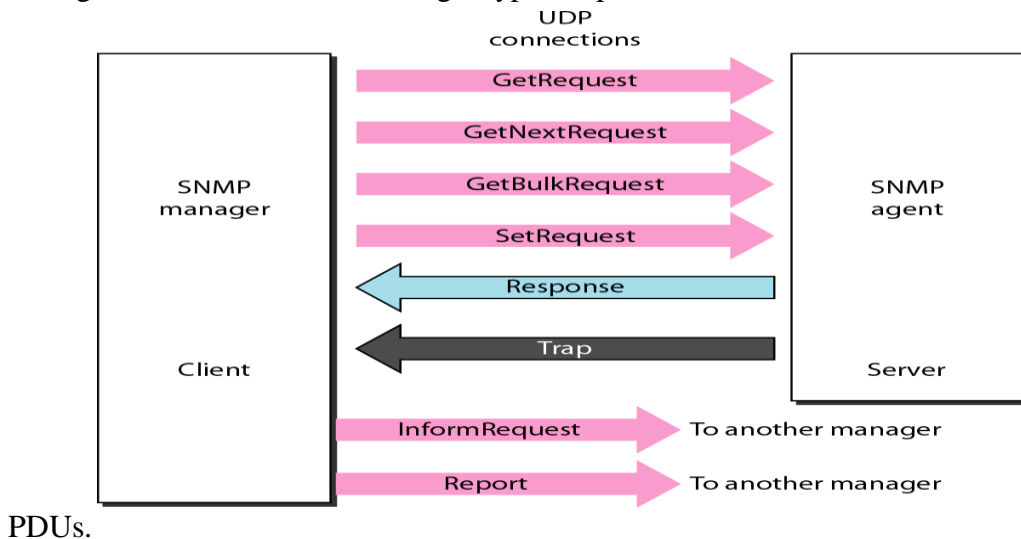 UDP
connections
GetRequest
GetNextRequest
GetBulkRequest
SNMP
manager
SNMP
agent
SetRequest
Response
Trap
Client
Server
InformRequest
To another manager
Report
To another manager
PDUs.